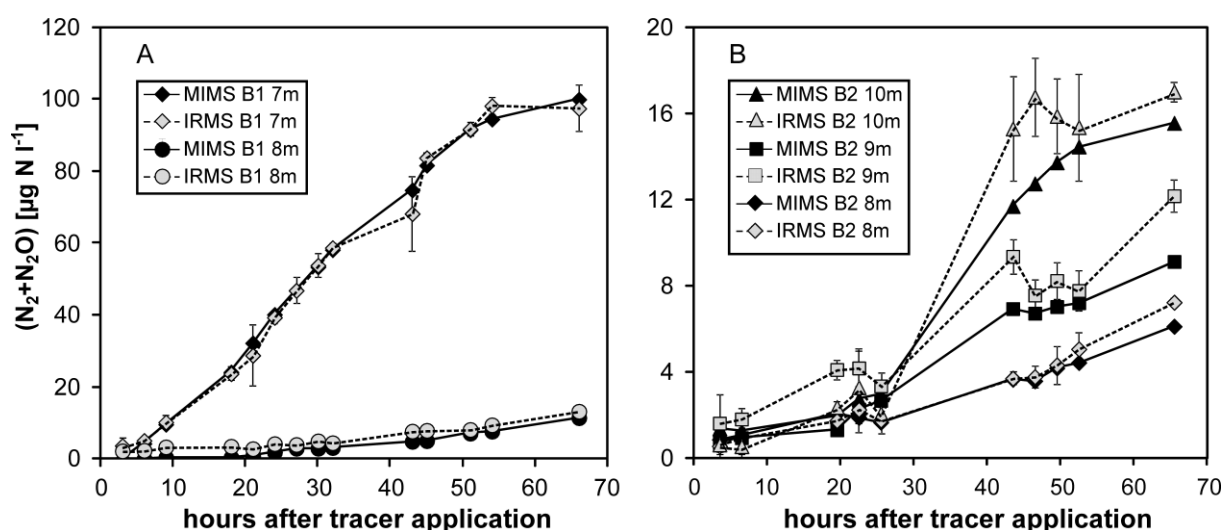 A
MIMS B1 7m
IRMS B1 7m
MIMS B1 8m
IRMS B1 8m
(N₂+N₂O) [µg N l⁻¹]
120
100
80
60
40
20
0
0 10 20 30 40 50 60 70
hours after tracer application
B
MIMS B2 10m
IRMS B2 10m
MIMS B2 9m
IRMS B2 9m
MIMS B2 8m
IRMS B2 8m
20
16
12
8
4
0
0 10 20 30 40 50 60 70
hours after tracer application